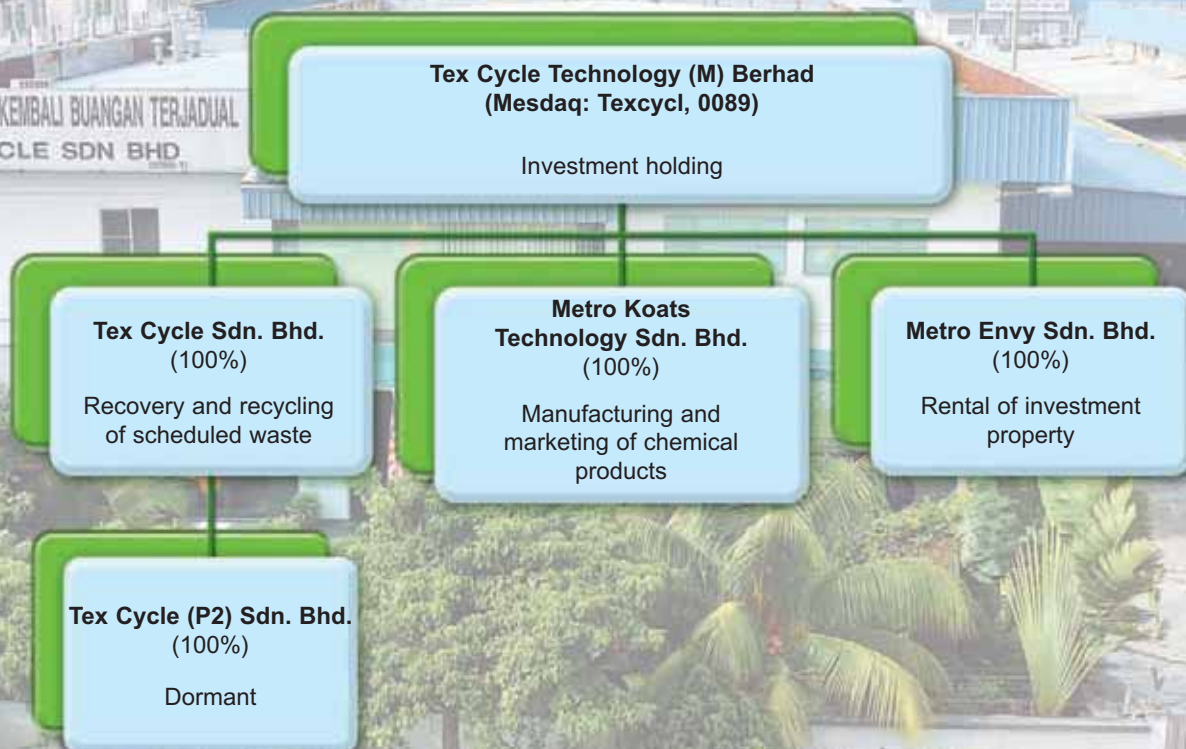 Tex Cycle Technology (M) Berhad
(Mesdaq: Texcycl, 0089)
Investment holding
KEMBALI BUANGAN TERJADUAL
CLE SDN BHD
Tex Cycle Sdn. Bhd.
(100%)
Recovery and recycling
of scheduled waste
Metro Koats
Technology Sdn. Bhd.
(100%)
Manufacturing and
marketing of chemical
products
Metro Envy Sdn. Bhd.
(100%)
Rental of investment
property
Tex Cycle (P2) Sdn. Bhd.
(100%)
Dormant